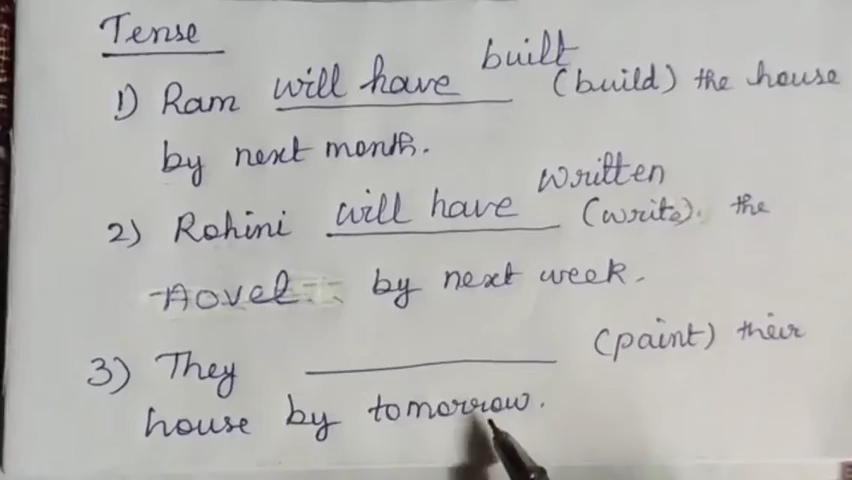 Tense
1) Ram will have built (build) the house
by next month.
2) Rohini will have written (write). the
novel by next week.
3) They __________ (paint) their
house by tomorrow.